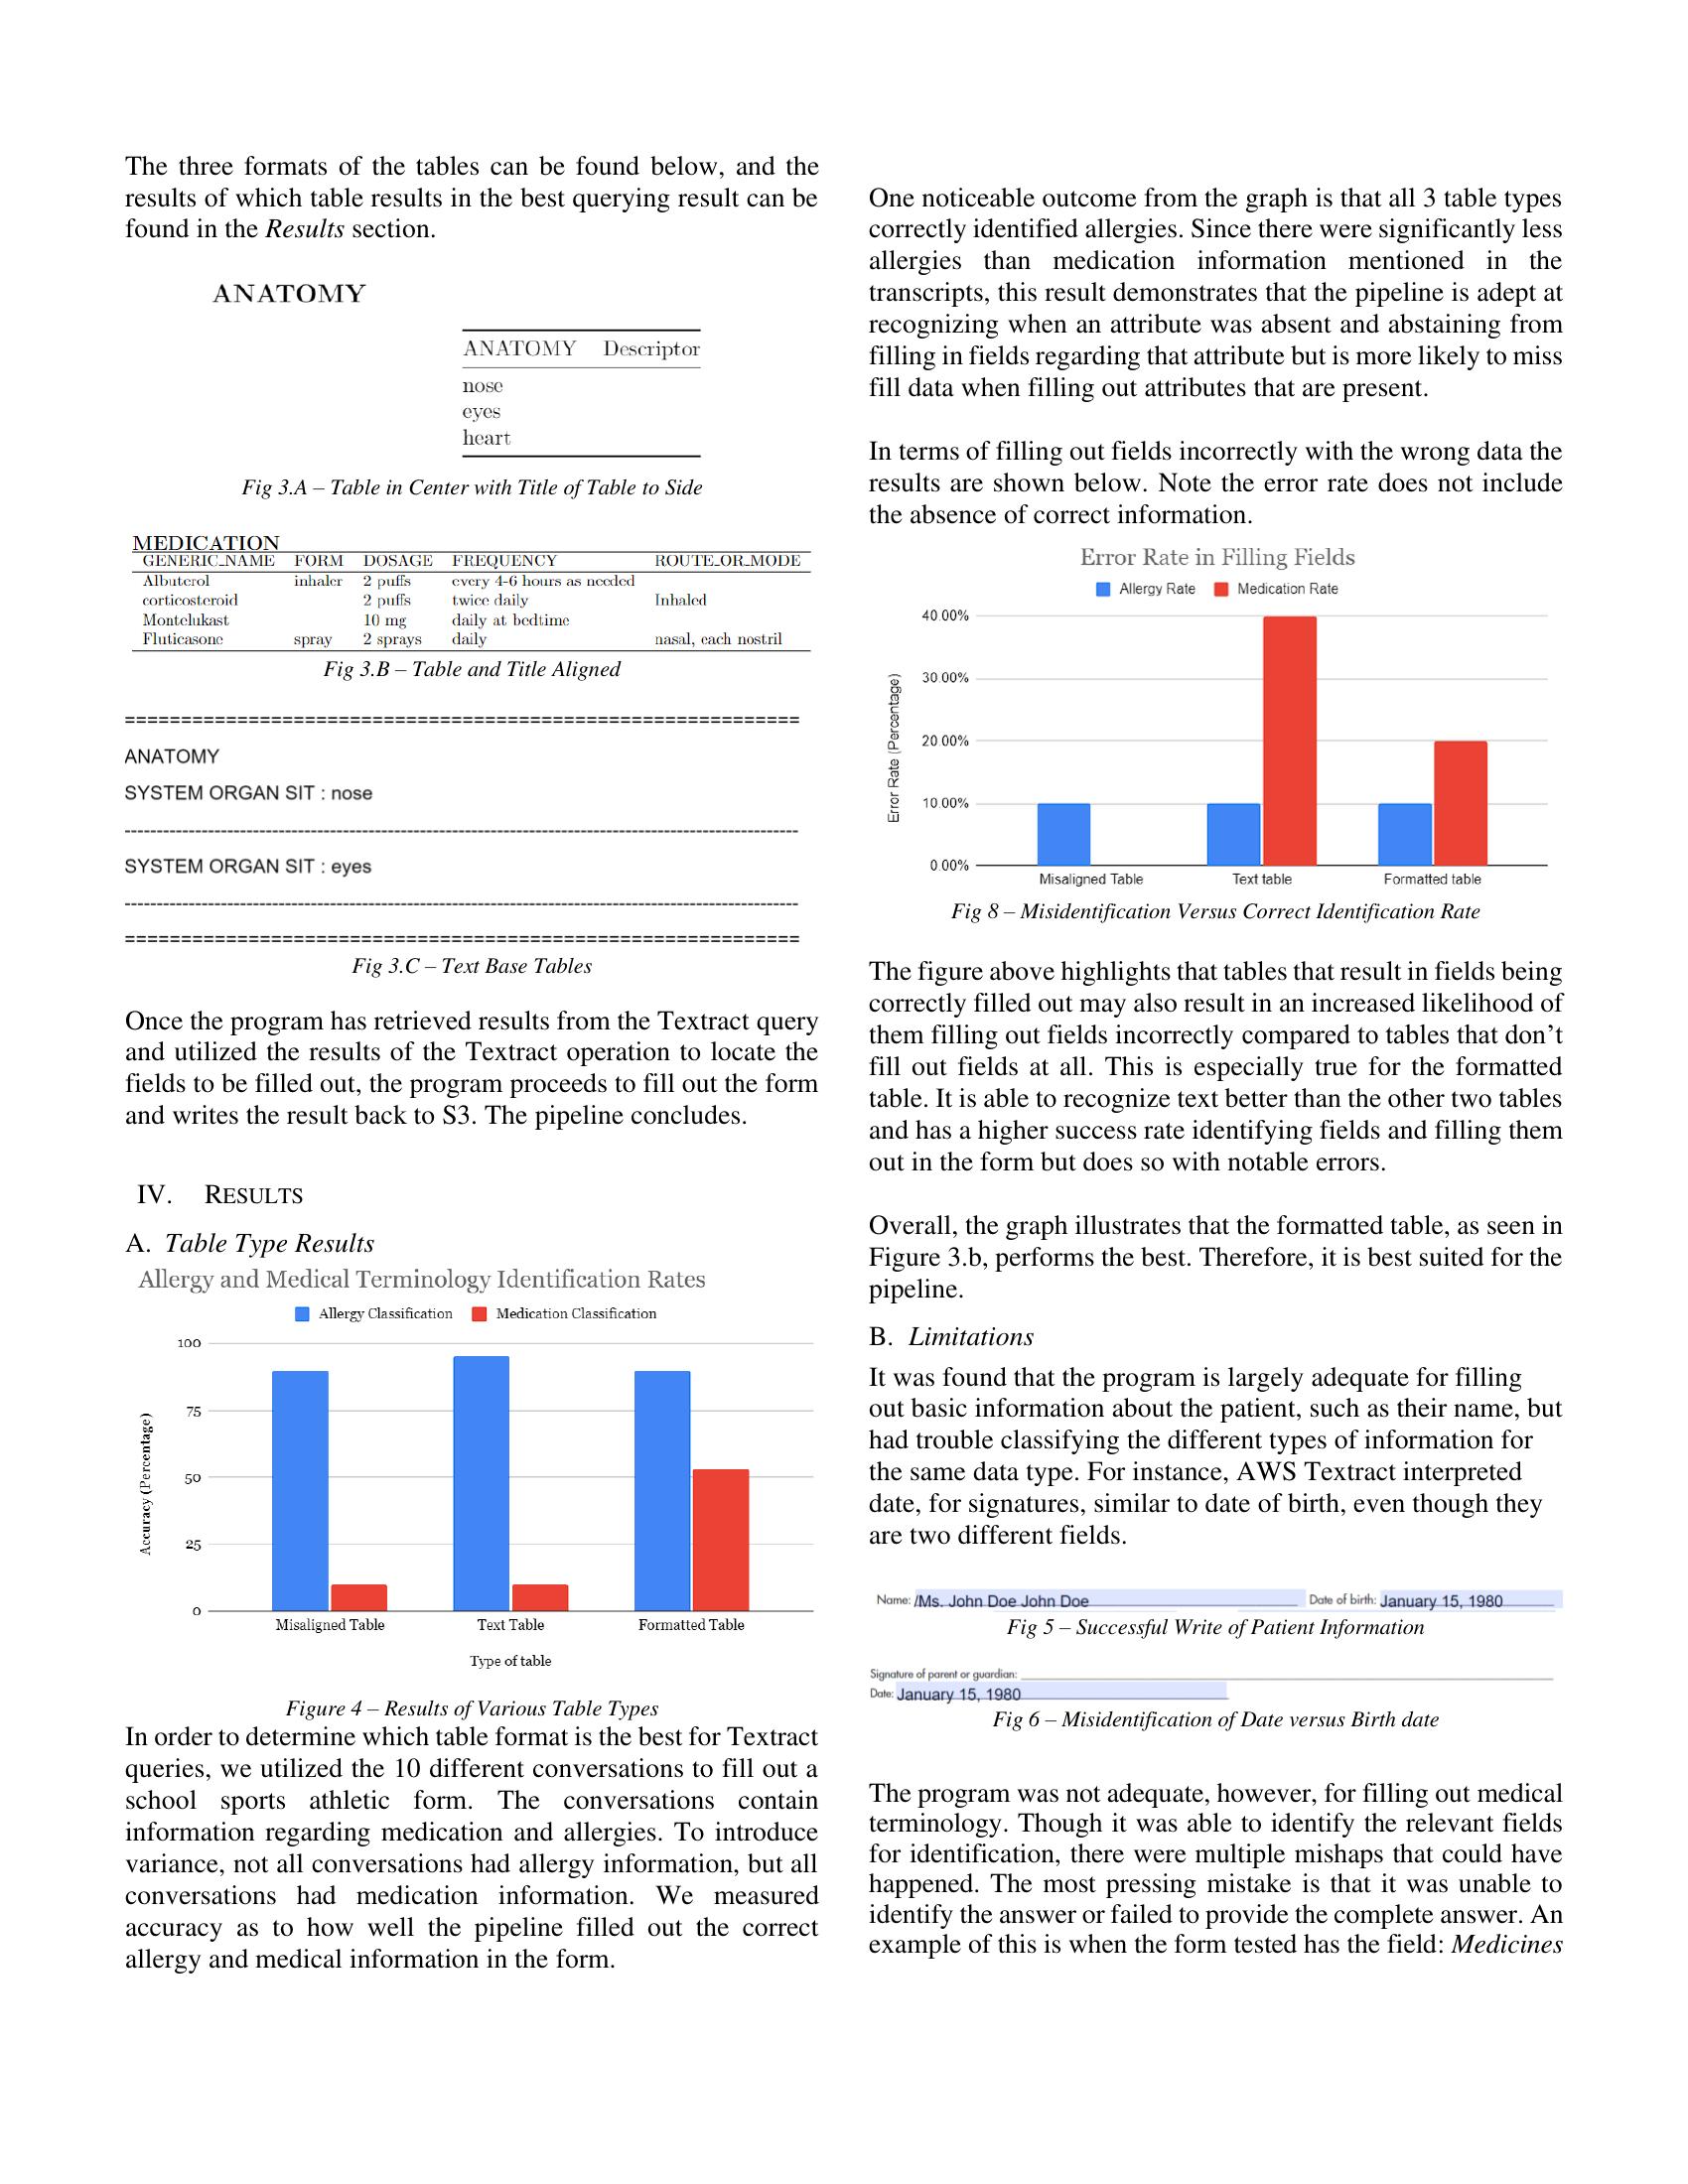 The three formats of the tables can be found below, and the
results of which table results in the best querying result can be
found in the Results section.
ANATOMY
ANATOMY Descriptor
nose
eyes
heart
Fig 3.A – Table in Center with Title of Table to Side
MEDICATION
GENERIC_NAME FORM DOSAGE FREQUENCY ROUTE_OR_MODE
Albuterol inhaler 2 puffs every 4-6 hours as needed
corticosteroid 2 puffs twice daily Inhaled
Montelukast 10 mg daily at bedtime
Fluticasone spray 2 sprays daily nasal, each nostril
Fig 3.B – Table and Title Aligned
============================================================
ANATOMY
SYSTEM ORGAN SIT : nose
------------------------------------------------------------
SYSTEM ORGAN SIT : eyes
------------------------------------------------------------
============================================================
Fig 3.C – Text Base Tables
Once the program has retrieved results from the Textract query
and utilized the results of the Textract operation to locate the
fields to be filled out, the program proceeds to fill out the form
and writes the result back to S3. The pipeline concludes.
IV. RESULTS
A. Table Type Results
Allergy and Medical Terminology Identification Rates
Allergy Classification Medication Classification
100
75
50
25
0
Accuracy (Percentage)
Misaligned Table Text Table Formatted Table
Type of table
Figure 4 – Results of Various Table Types
In order to determine which table format is the best for Textract
queries, we utilized the 10 different conversations to fill out a
school sports athletic form. The conversations contain
information regarding medication and allergies. To introduce
variance, not all conversations had allergy information, but all
conversations had medication information. We measured
accuracy as to how well the pipeline filled out the correct
allergy and medical information in the form.
One noticeable outcome from the graph is that all 3 table types
correctly identified allergies. Since there were significantly less
allergies than medication information mentioned in the
transcripts, this result demonstrates that the pipeline is adept at
recognizing when an attribute was absent and abstaining from
filling in fields regarding that attribute but is more likely to miss
fill data when filling out attributes that are present.
In terms of filling out fields incorrectly with the wrong data the
results are shown below. Note the error rate does not include
the absence of correct information.
Error Rate in Filling Fields
Allergy Rate Medication Rate
40.00%
30.00%
20.00%
10.00%
0.00%
Error Rate (Percentage)
Misaligned Table Text table Formatted table
Fig 8 – Misidentification Versus Correct Identification Rate
The figure above highlights that tables that result in fields being
correctly filled out may also result in an increased likelihood of
them filling out fields incorrectly compared to tables that don’t
fill out fields at all. This is especially true for the formatted
table. It is able to recognize text better than the other two tables
and has a higher success rate identifying fields and filling them
out in the form but does so with notable errors.
Overall, the graph illustrates that the formatted table, as seen in
Figure 3.b, performs the best. Therefore, it is best suited for the
pipeline.
B. Limitations
It was found that the program is largely adequate for filling
out basic information about the patient, such as their name, but
had trouble classifying the different types of information for
the same data type. For instance, AWS Textract interpreted
date, for signatures, similar to date of birth, even though they
are two different fields.
Name: /Ms. John Doe John Doe Date of birth: January 15, 1980
Fig 5 – Successful Write of Patient Information
Signature of parent or guardian:
Date: January 15, 1980
Fig 6 – Misidentification of Date versus Birth date
The program was not adequate, however, for filling out medical
terminology. Though it was able to identify the relevant fields
for identification, there were multiple mishaps that could have
happened. The most pressing mistake is that it was unable to
identify the answer or failed to provide the complete answer. An
example of this is when the form tested has the field: Medicines